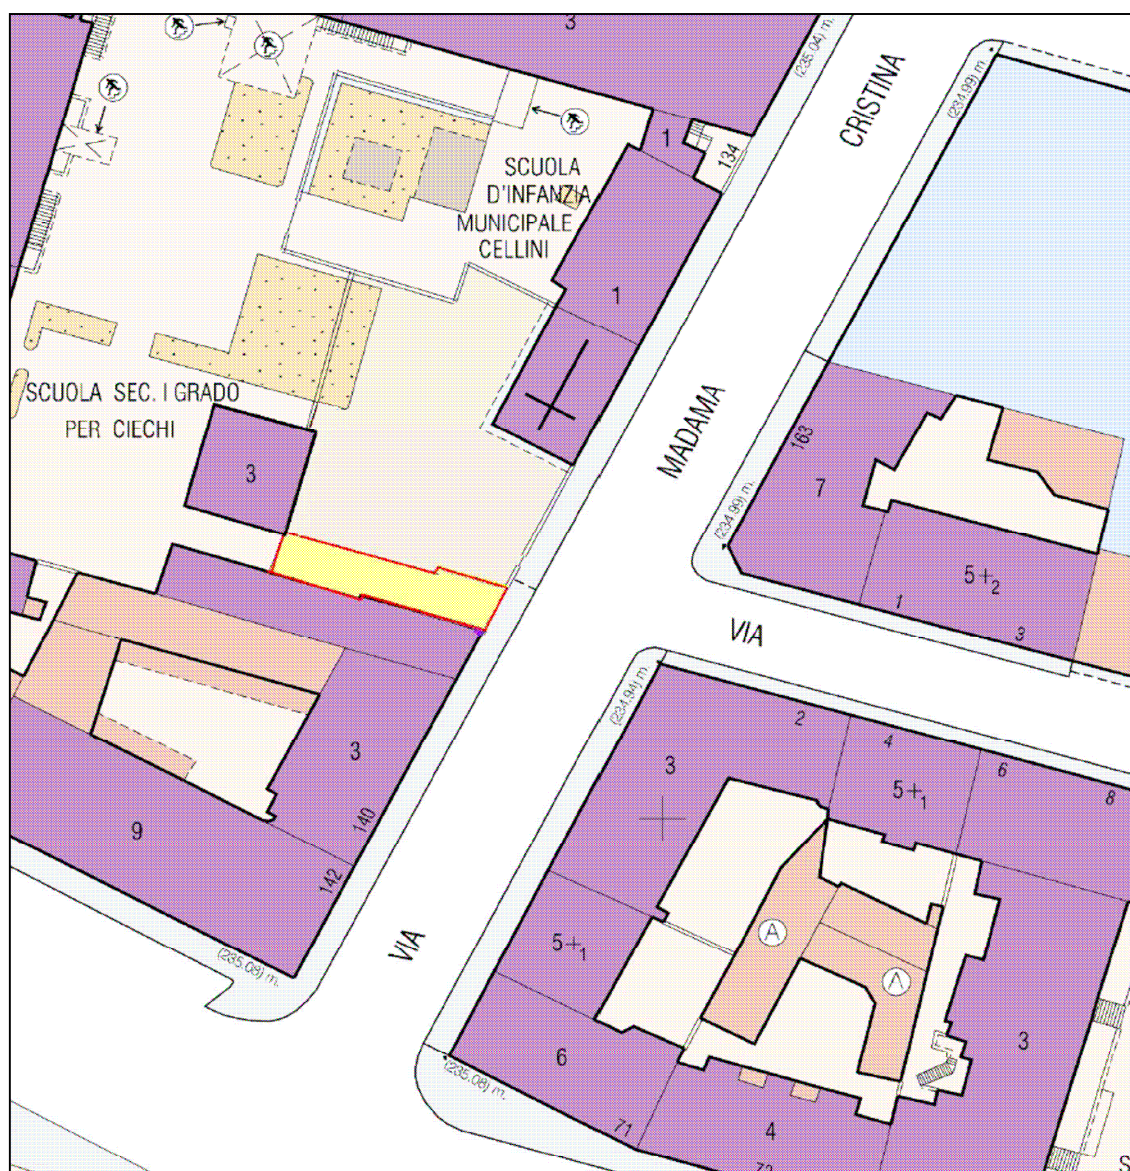 3
(235.04) m.
CRISTINA
(234.99) m.
1
134
SCUOLA
D'INFANZIA
MUNICIPALE
CELLINI
1
SCUOLA SEC. I GRADO
PER CIECHI
3
MADAMA
163
7
(234.99) m.
5+2
1
3
VIA
(234.94) m.
2
4
6
8
3
5+1
3
140
9
142
(235.08) m.
VIA
5+1
A
A
6
(235.08) m.
3
71
4
73
S